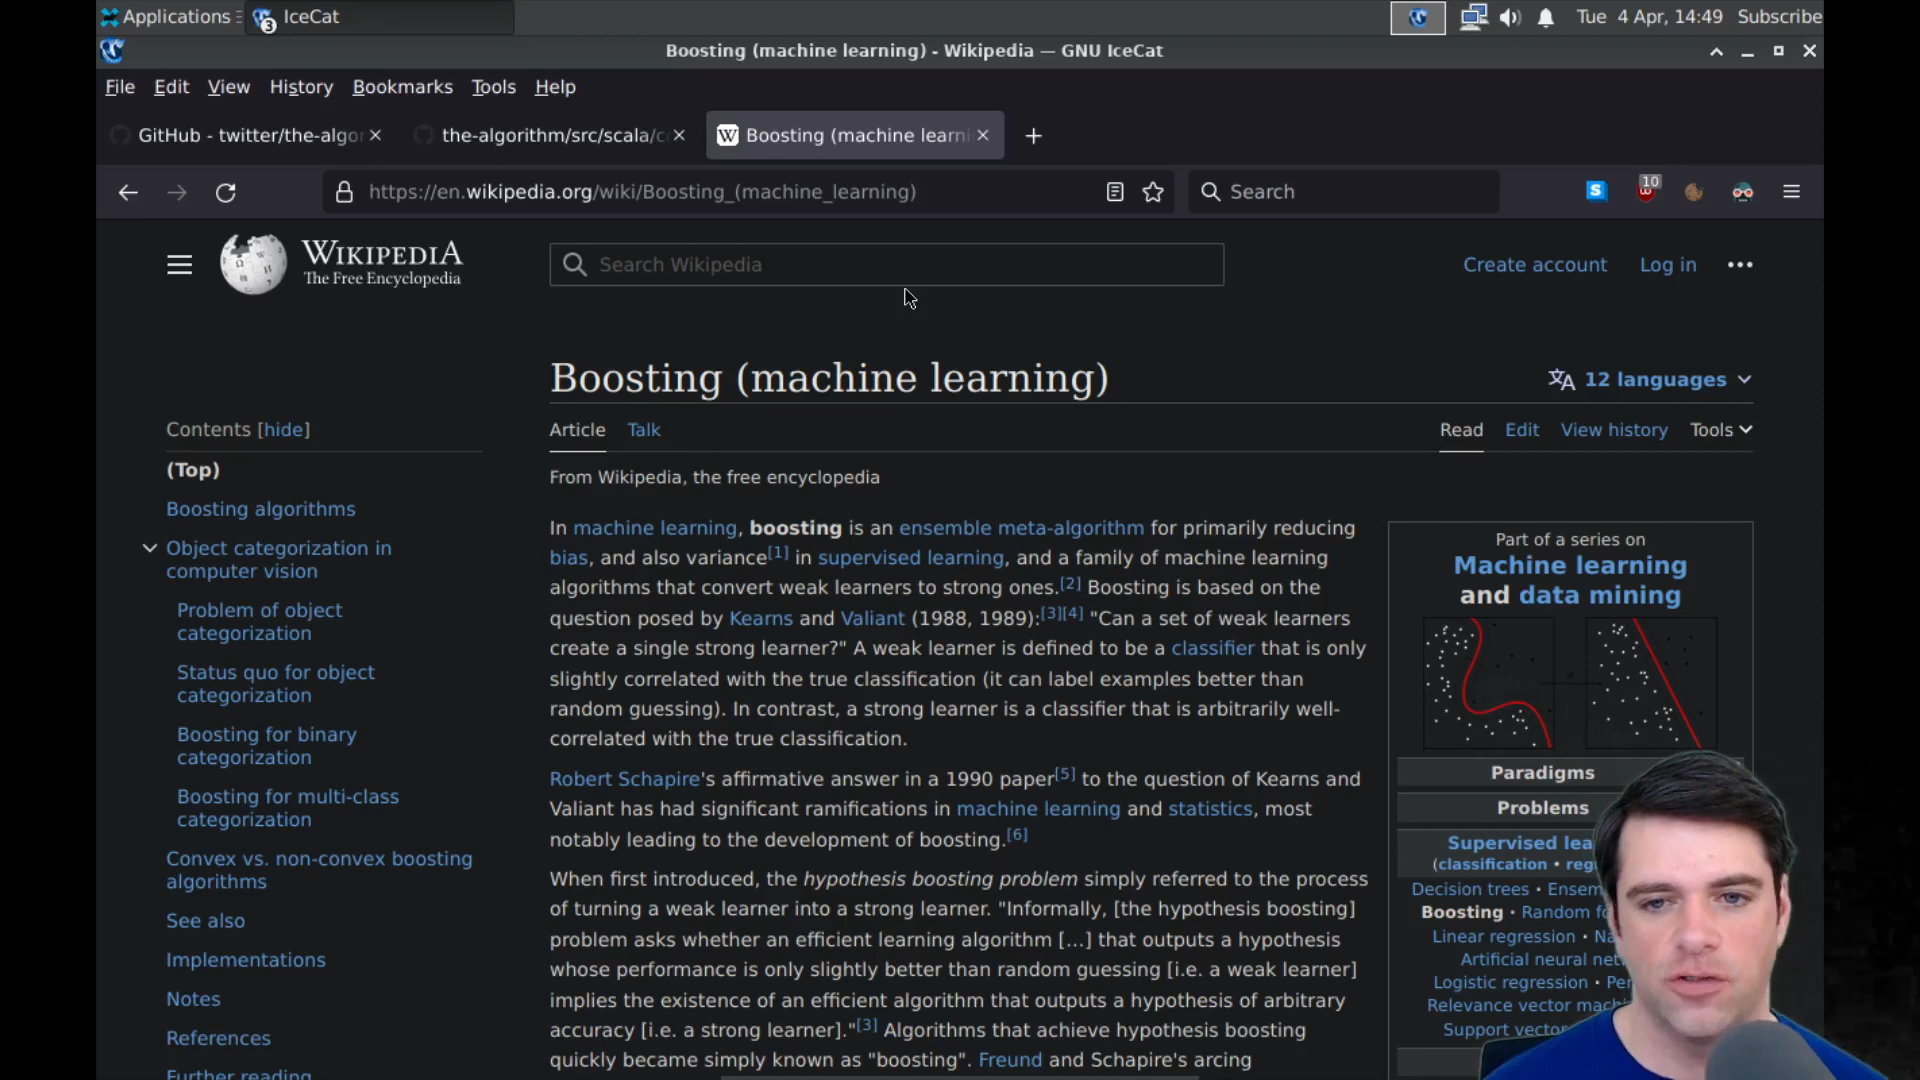 Applications
3
IceCat
Tue 4 Apr, 14:49
Subscribe
Boosting (machine learning) - Wikipedia — GNU IceCat
File Edit View History Bookmarks Tools Help
GitHub - twitter/the-algo
the-algorithm/src/scala/c
W Boosting (machine learni
https://en.wikipedia.org/wiki/Boosting_(machine_learning)
Search
S
10
WIKIPEDIA
The Free Encyclopedia
Search Wikipedia
Create account
Log in
Boosting (machine learning)
12 languages
Contents [hide]
(Top)
Boosting algorithms
Object categorization in
computer vision
Problem of object
categorization
Status quo for object
categorization
Boosting for binary
categorization
Boosting for multi-class
categorization
Convex vs. non-convex boosting
algorithms
See also
Implementations
Notes
References
Further reading
Article Talk
Read Edit View history Tools
From Wikipedia, the free encyclopedia
In machine learning, boosting is an ensemble meta-algorithm for primarily reducing
bias, and also variance[1] in supervised learning, and a family of machine learning
algorithms that convert weak learners to strong ones.[2] Boosting is based on the
question posed by Kearns and Valiant (1988, 1989):[3][4] "Can a set of weak learners
create a single strong learner?" A weak learner is defined to be a classifier that is only
slightly correlated with the true classification (it can label examples better than
random guessing). In contrast, a strong learner is a classifier that is arbitrarily well-
correlated with the true classification.
Robert Schapire's affirmative answer in a 1990 paper[5] to the question of Kearns and
Valiant has had significant ramifications in machine learning and statistics, most
notably leading to the development of boosting.[6]
When first introduced, the hypothesis boosting problem simply referred to the process
of turning a weak learner into a strong learner. "Informally, [the hypothesis boosting]
problem asks whether an efficient learning algorithm [...] that outputs a hypothesis
whose performance is only slightly better than random guessing [i.e. a weak learner]
implies the existence of an efficient algorithm that outputs a hypothesis of arbitrary
accuracy [i.e. a strong learner]."[3] Algorithms that achieve hypothesis boosting
quickly became simply known as "boosting". Freund and Schapire's arcing
Part of a series on
Machine learning
and data mining
Paradigms
Problems
Supervised lea
(classification • reg
Decision trees • Ensem
Boosting • Random fo
Linear regression • Na
Artificial neural net
Logistic regression • Per
Relevance vector mach
Support vector